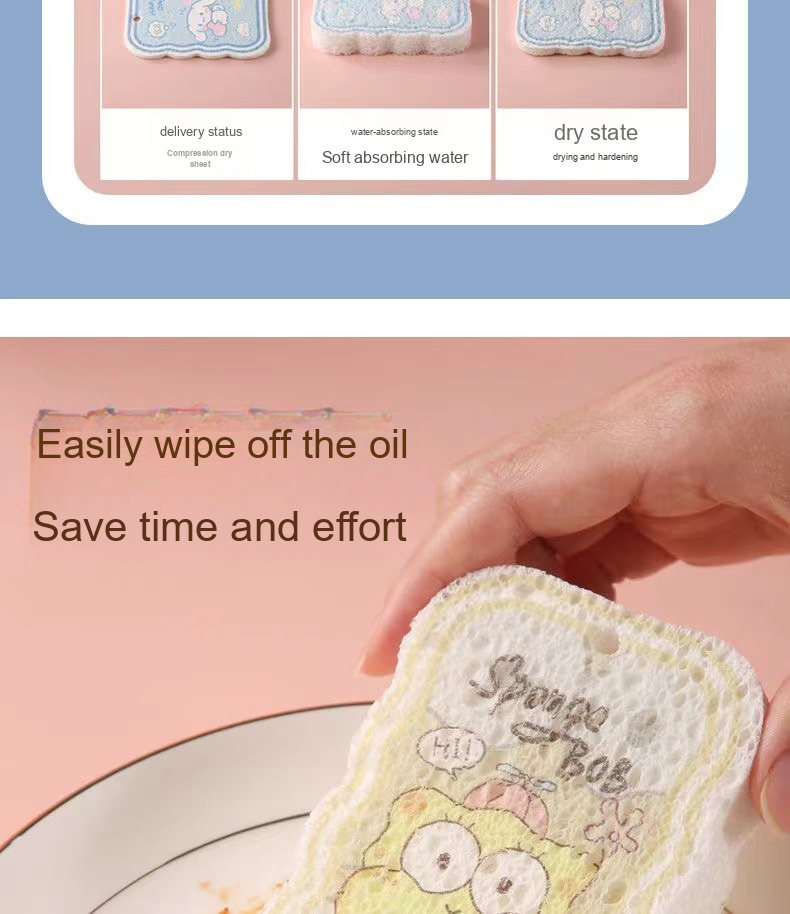 delivery status
Compression dry
sheet
water-absorbing state
Soft absorbing water
dry state
drying and hardening
Easily wipe off the oil
Save time and effort
Sponge
BOB
HI!